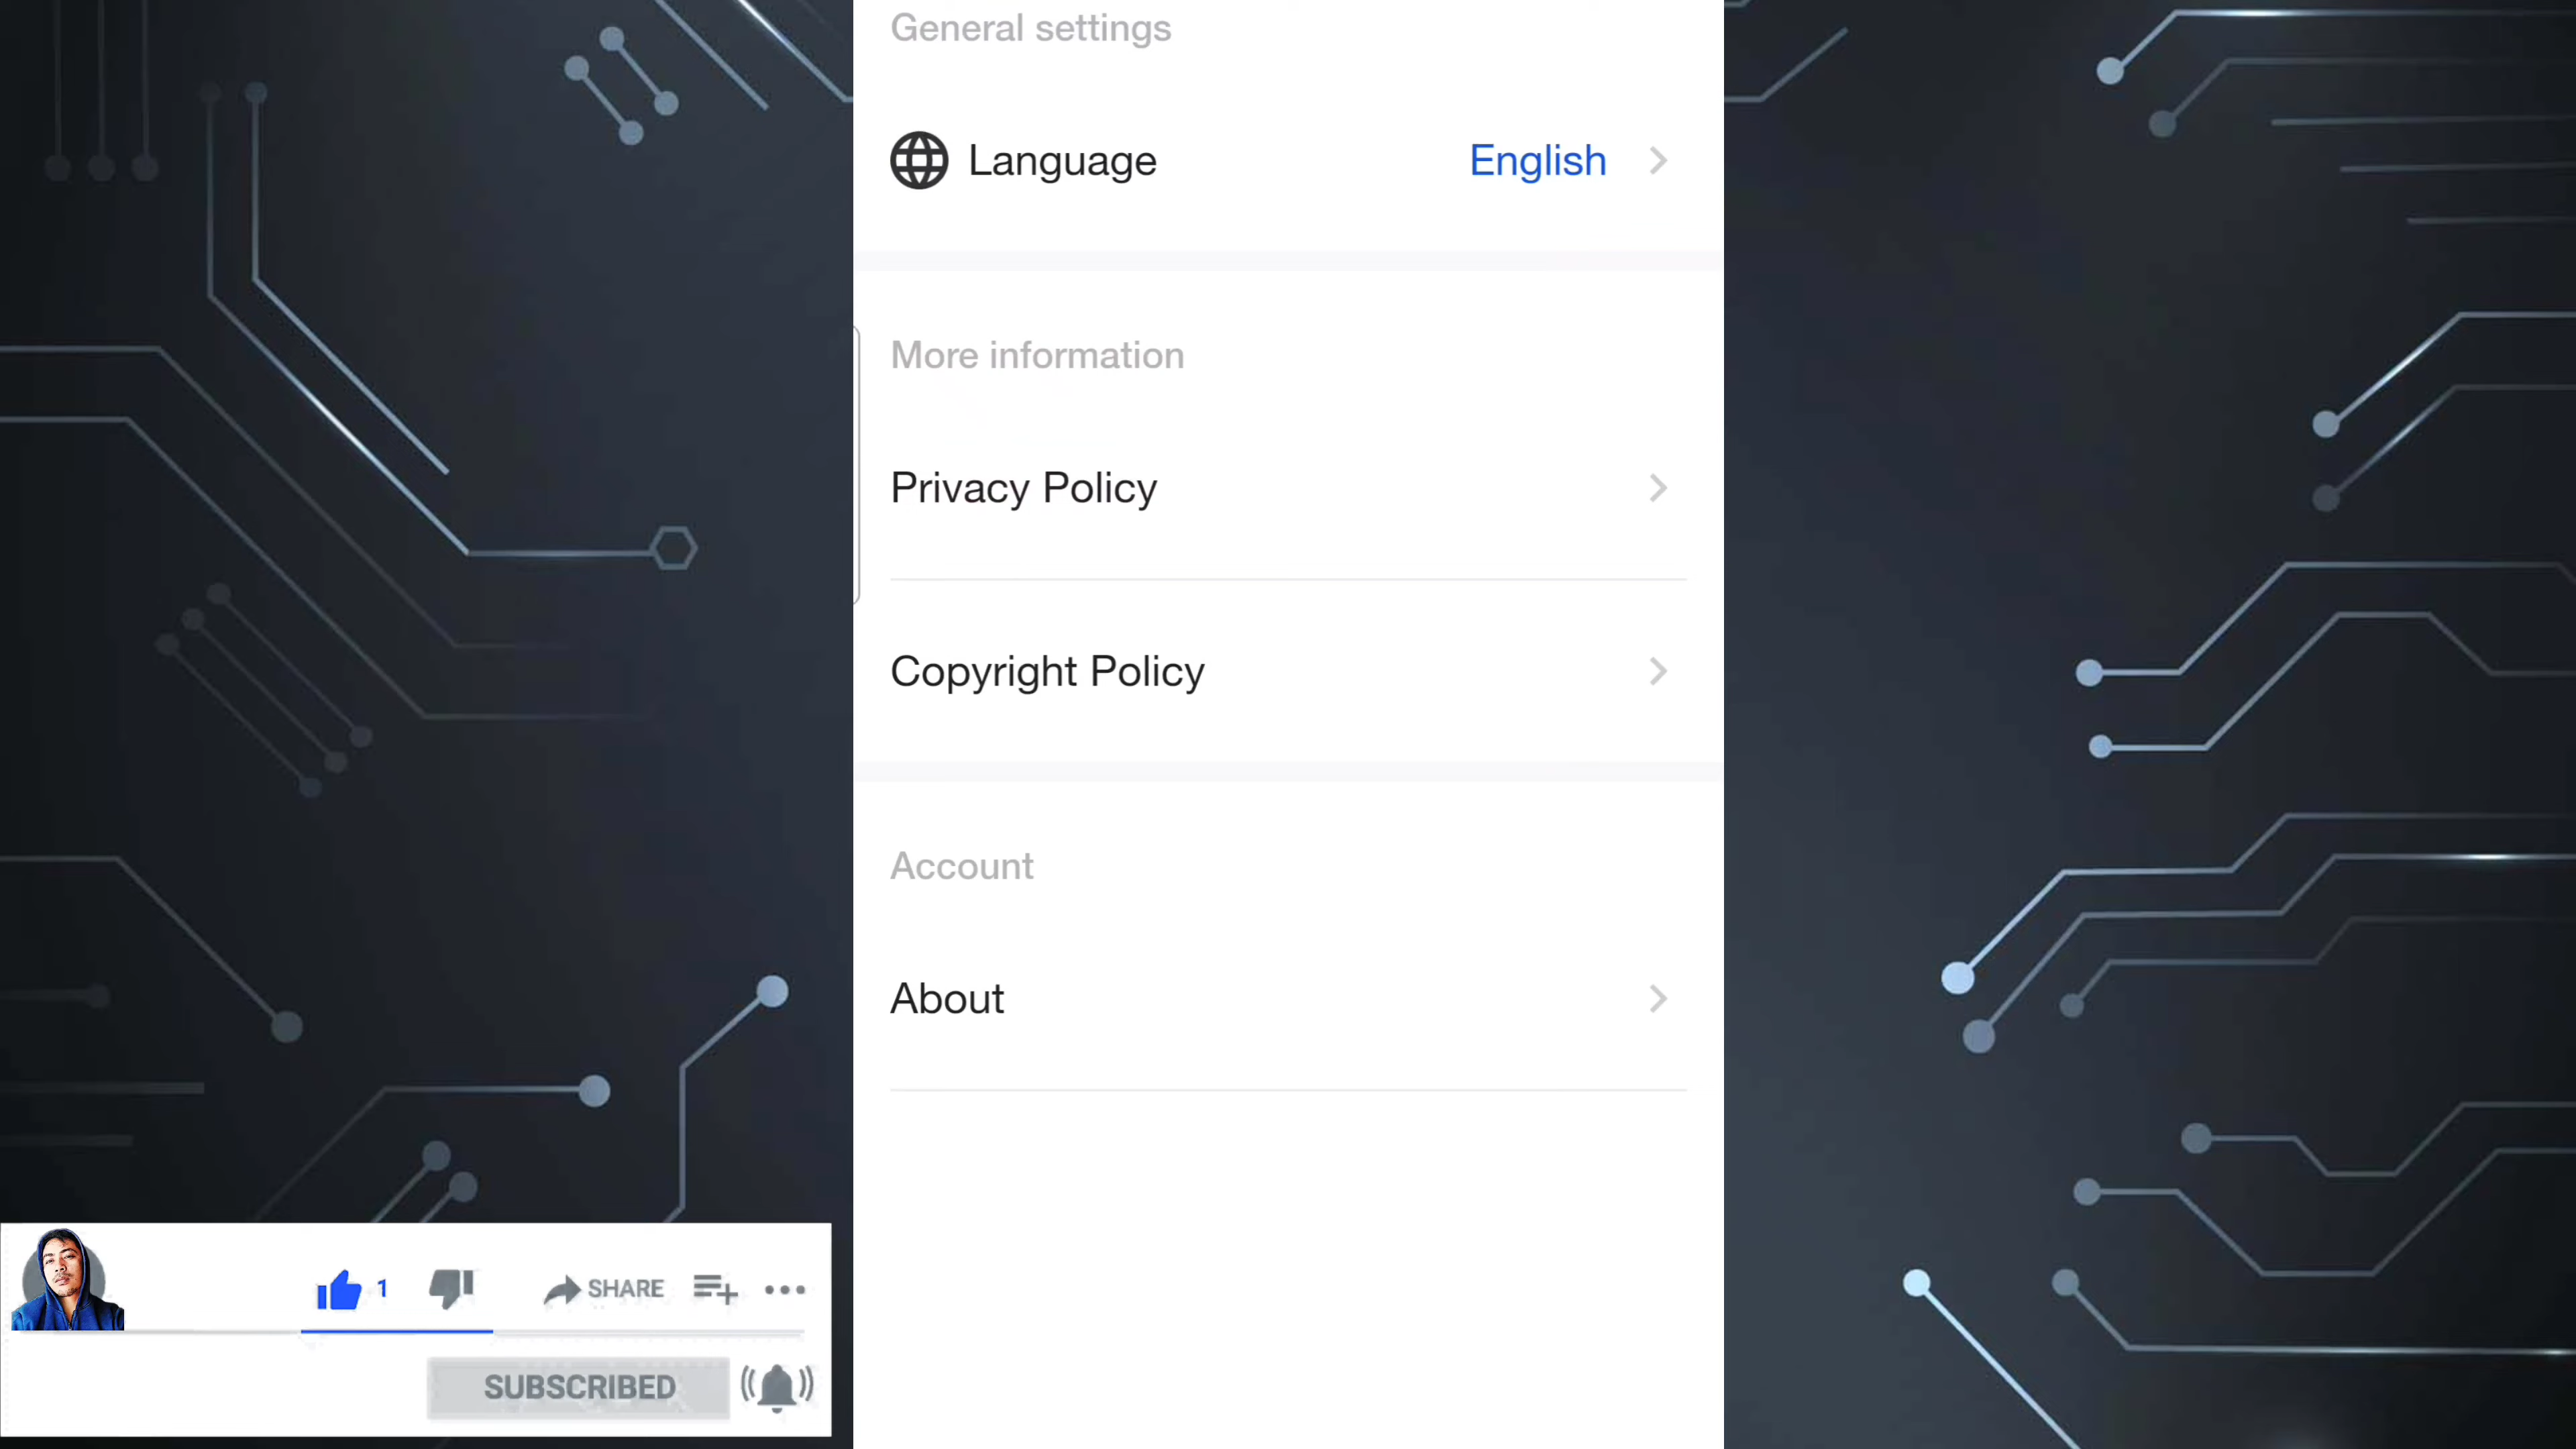 General settings
Language English
More information
Privacy Policy
Copyright Policy
Account
About
1 SHARE
SUBSCRIBED